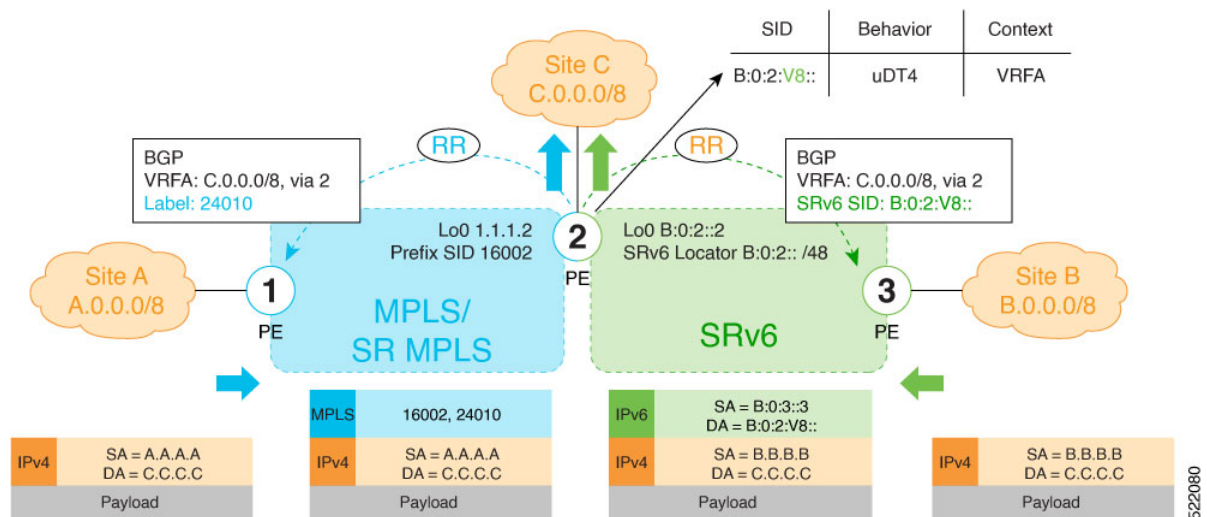 SID Behavior Context
B:0:2:V8:: uDT4 VRFA
Site C
C.0.0.0/8
RR
RR
BGP
VRFA: C.0.0.0/8, via 2
Label: 24010
BGP
VRFA: C.0.0.0/8, via 2
SRv6 SID: B:0:2:V8::
Lo0 1.1.1.2
Prefix SID 16002
2
PE
Lo0 B:0:2::2
SRv6 Locator B:0:2:: /48
Site A
A.0.0.0/8
1
PE
MPLS/
SR MPLS
SRv6
3
PE
Site B
B.0.0.0/8
IPv4
SA = A.A.A.A
DA = C.C.C.C
Payload
MPLS
16002, 24010
IPv4
SA = A.A.A.A
DA = C.C.C.C
Payload
IPv6
SA = B:0:3::3
DA = B:0:2:V8::
IPv4
SA = B.B.B.B
DA = C.C.C.C
Payload
IPv4
SA = B.B.B.B
DA = C.C.C.C
Payload
522080